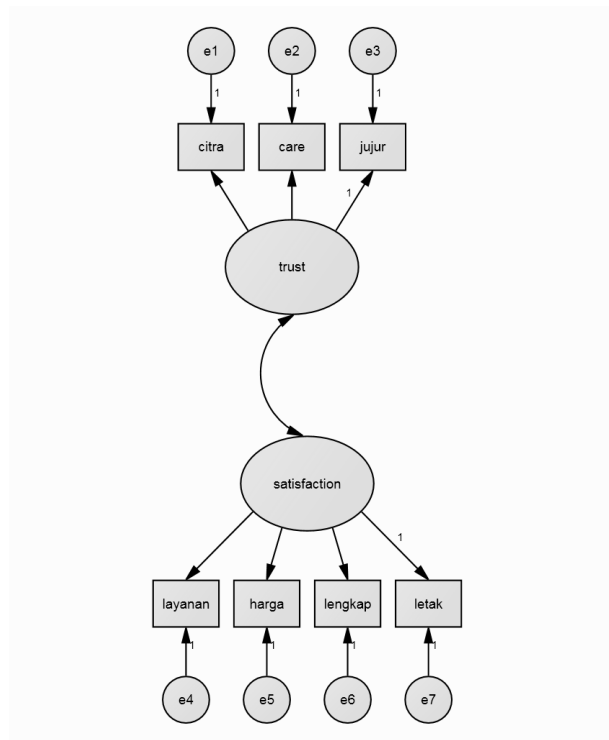 e1 e2 e3
1 1 1
citra care jujur
1
trust
satisfaction
1
layanan harga lengkap letak
1 1 1 1
e4 e5 e6 e7